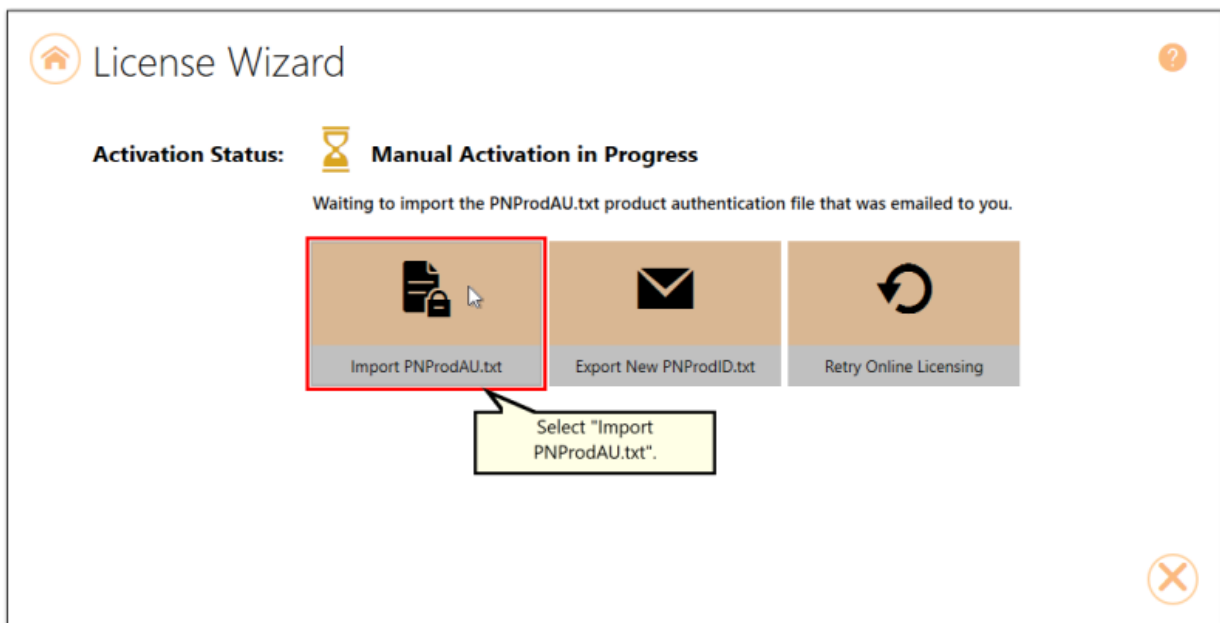 License Wizard
?
Activation Status:
Manual Activation in Progress
Waiting to import the PNProdAU.txt product authentication file that was emailed to you.
Import PNProdAU.txt
Export New PNProdID.txt
Retry Online Licensing
Select "Import
PNProdAU.txt".